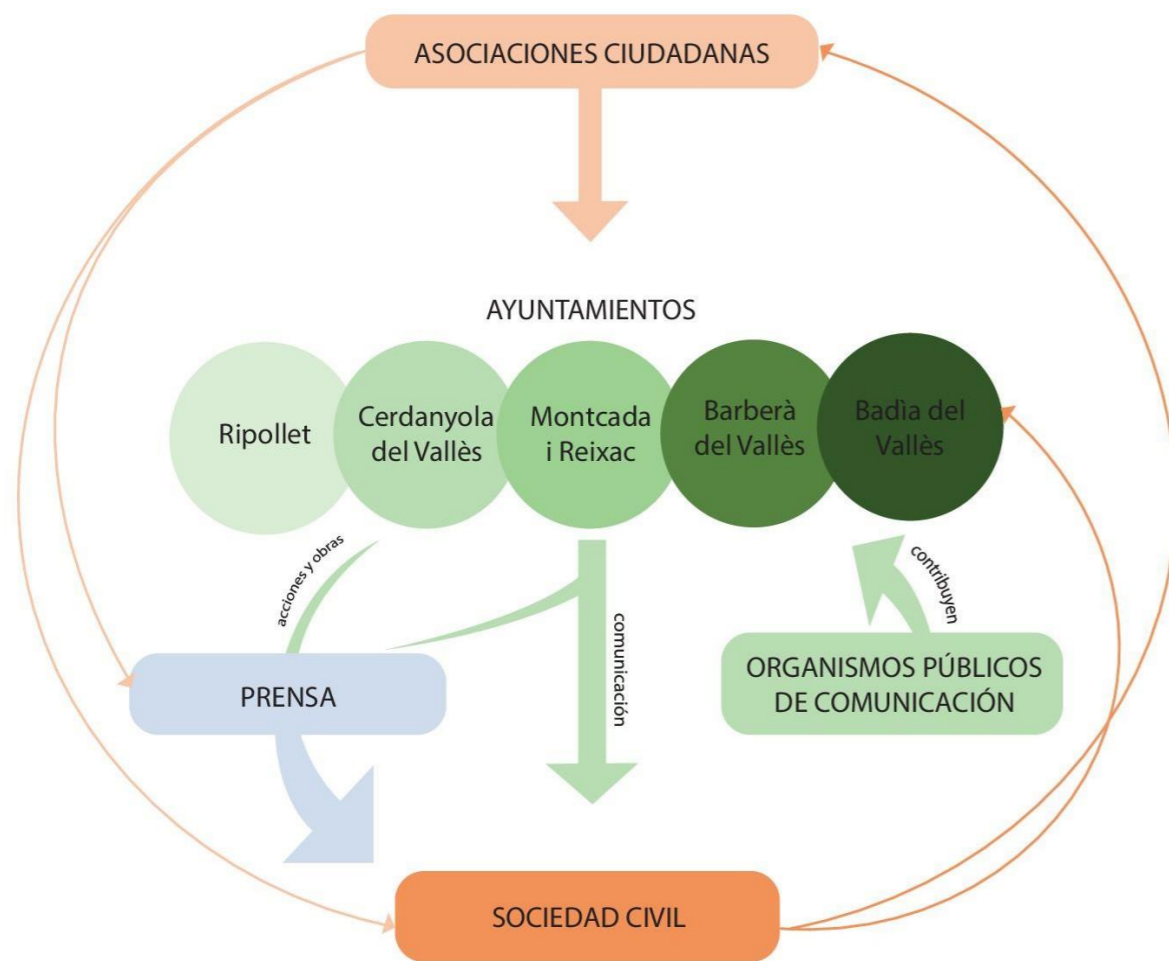 ASOCIACIONES CIUDADANAS
AYUNTAMIENTOS
Ripollet
Cerdanyola
del Vallès
Montcada
i Reixac
Barberà
del Vallès
Badìa del
Vallès
acciones y obras
comunicación
contribuyen
PRENSA
ORGANISMOS PÚBLICOS
DE COMUNICACIÓN
SOCIEDAD CIVIL